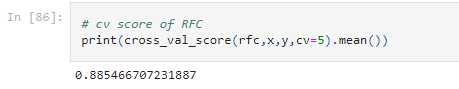 In [86]:
# cv score of RFC
print(cross_val_score(rfc,x,y,cv=5).mean())
0.885466707231887